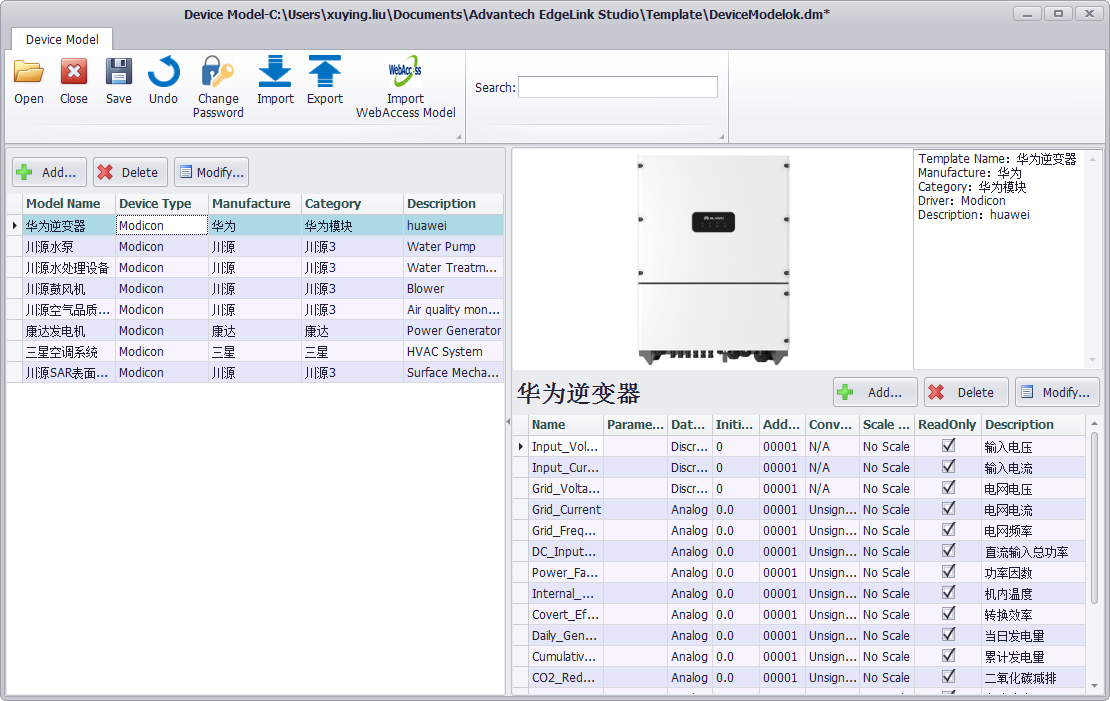 Device Model-C:\Users\xuying.liu\Documents\Advantech EdgeLink Studio\Template\DeviceModelok.dm*
Device Model
Open Close Save Undo Change Password Import Export Import WebAccess Model
WebAccess
Search:
Add... Delete Modify...
Model Name Device Type Manufacture Category Description
华为逆变器 Modicon 华为 华为模块 huawei
川源水泵 Modicon 川源 川源3 Water Pump
川源水处理设备 Modicon 川源 川源3 Water Treatm...
川源鼓风机 Modicon 川源 川源3 Blower
川源空气品质... Modicon 川源 川源3 Air quality mon...
康达发电机 Modicon 康达 康达 Power Generator
三星空调系统 Modicon 三星 三星 HVAC System
川源SAR表面... Modicon 川源 川源3 Surface Mecha...
HUAWEI
Template Name: 华为逆变器
Manufacture: 华为
Category: 华为模块
Driver: Modicon
Description: huawei
华为逆变器 Add... Delete Modify...
Name Parame... Dat... Initi... Add... Conv... Scale ... ReadOnly Description
Input_Vol... Discr... 0 00001 N/A No Scale 输入电压
Input_Cur... Discr... 0 00001 N/A No Scale 输入电流
Grid_Volta... Discr... 0 00001 N/A No Scale 电网电压
Grid_Current Analog 0.0 00001 Unsign... No Scale 电网电流
Grid_Freq... Analog 0.0 00001 Unsign... No Scale 电网频率
DC_Input... Analog 0.0 00001 Unsign... No Scale 直流输入总功率
Power_Fa... Analog 0.0 00001 Unsign... No Scale 功率因数
Internal_... Analog 0.0 00001 Unsign... No Scale 机内温度
Covert_Ef... Analog 0.0 00001 Unsign... No Scale 转换效率
Daily_Gen... Analog 0.0 00001 Unsign... No Scale 当日发电量
Cumulativ... Analog 0.0 00001 Unsign... No Scale 累计发电量
CO2_Red... Analog 0.0 00001 Unsign... No Scale 二氧化碳减排